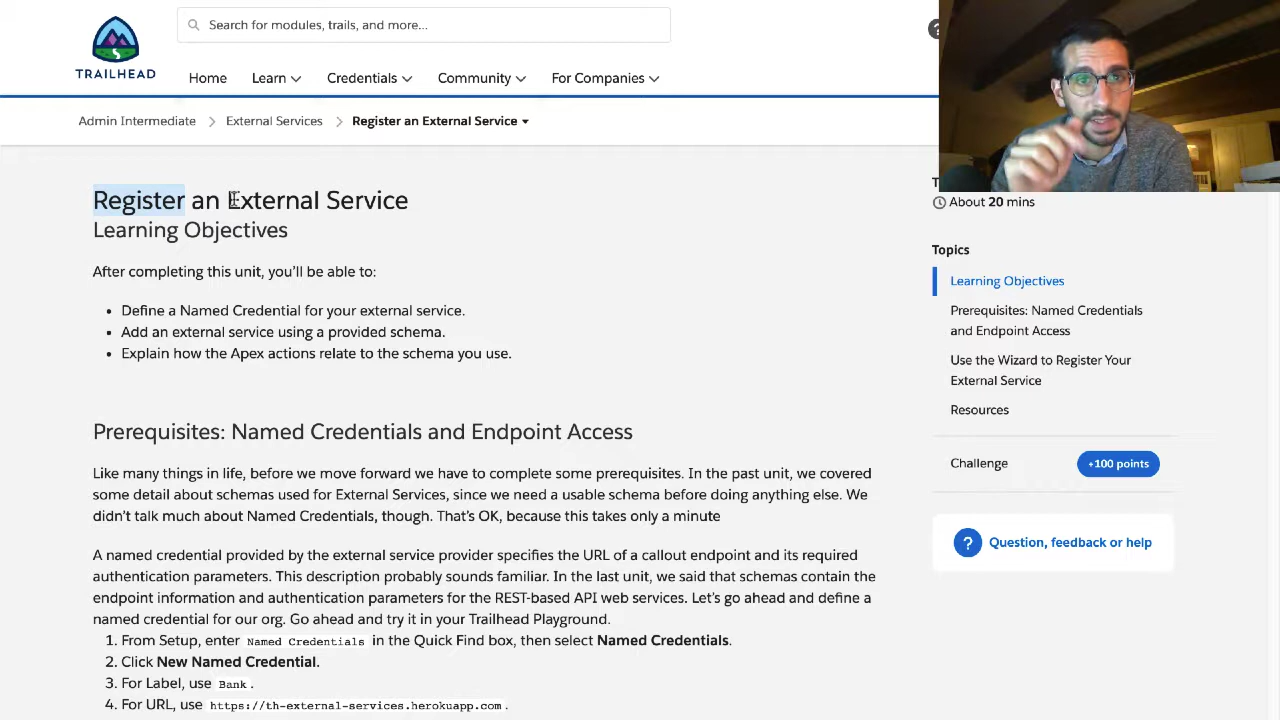 Search for modules, trails, and more...
TRAILHEAD
Home Learn Credentials Community For Companies
Admin Intermediate External Services Register an External Service
Register an External Service
Learning Objectives
After completing this unit, you'll be able to:
• Define a Named Credential for your external service.
• Add an external service using a provided schema.
• Explain how the Apex actions relate to the schema you use.
Prerequisites: Named Credentials and Endpoint Access
Like many things in life, before we move forward we have to complete some prerequisites. In the past unit, we covered
some detail about schemas used for External Services, since we need a usable schema before doing anything else. We
didn't talk much about Named Credentials, though. That's OK, because this takes only a minute
A named credential provided by the external service provider specifies the URL of a callout endpoint and its required
authentication parameters. This description probably sounds familiar. In the last unit, we said that schemas contain the
endpoint information and authentication parameters for the REST-based API web services. Let's go ahead and define a
named credential for our org. Go ahead and try it in your Trailhead Playground.
1. From Setup, enter Named Credentials in the Quick Find box, then select Named Credentials.
2. Click New Named Credential.
3. For Label, use Bank.
4. For URL, use https://th-external-services.herokuapp.com.
About 20 mins
Topics
Learning Objectives
Prerequisites: Named Credentials
and Endpoint Access
Use the Wizard to Register Your
External Service
Resources
Challenge +100 points
? Question, feedback or help